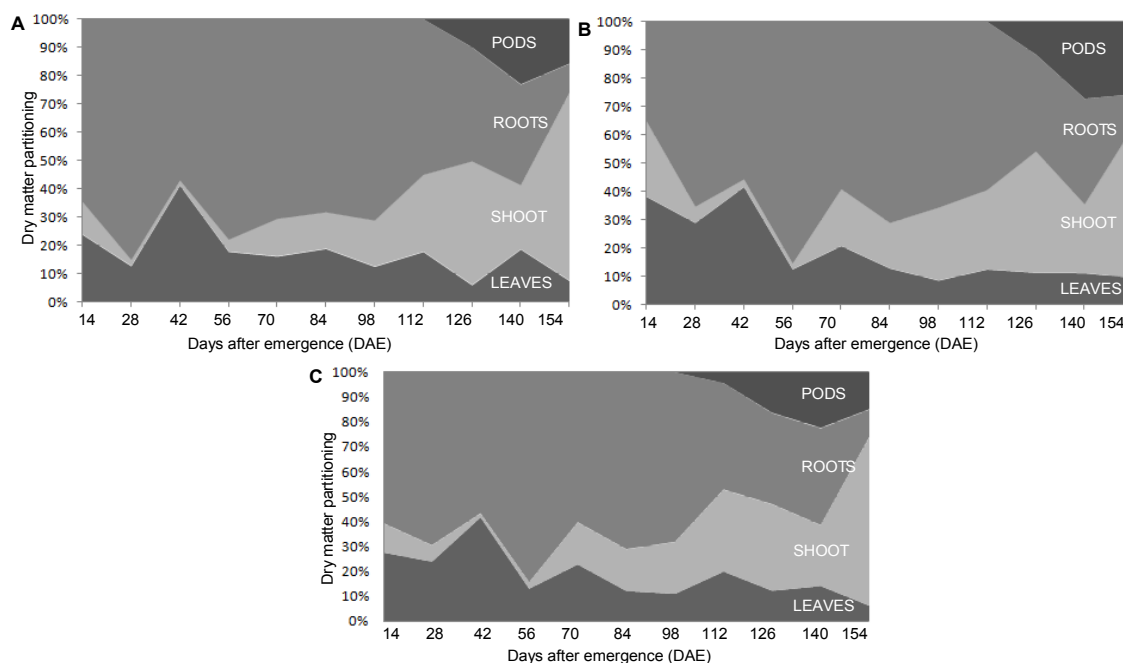 A
Dry matter partitioning
100%
90%
80%
70%
60%
50%
40%
30%
20%
10%
0%
PODS
ROOTS
SHOOT
LEAVES
14 28 42 56 70 84 98 112 126 140 154
Days after emergence (DAE)
B
Dry matter partitioning
100%
90%
80%
70%
60%
50%
40%
30%
20%
10%
0%
PODS
ROOTS
SHOOT
LEAVES
14 28 42 56 70 84 98 112 126 140 154
Days after emergence (DAE)
C
Dry matter partitioning
100%
90%
80%
70%
60%
50%
40%
30%
20%
10%
0%
PODS
ROOTS
SHOOT
LEAVES
14 28 42 56 70 84 98 112 126 140 154
Days after emergence (DAE)